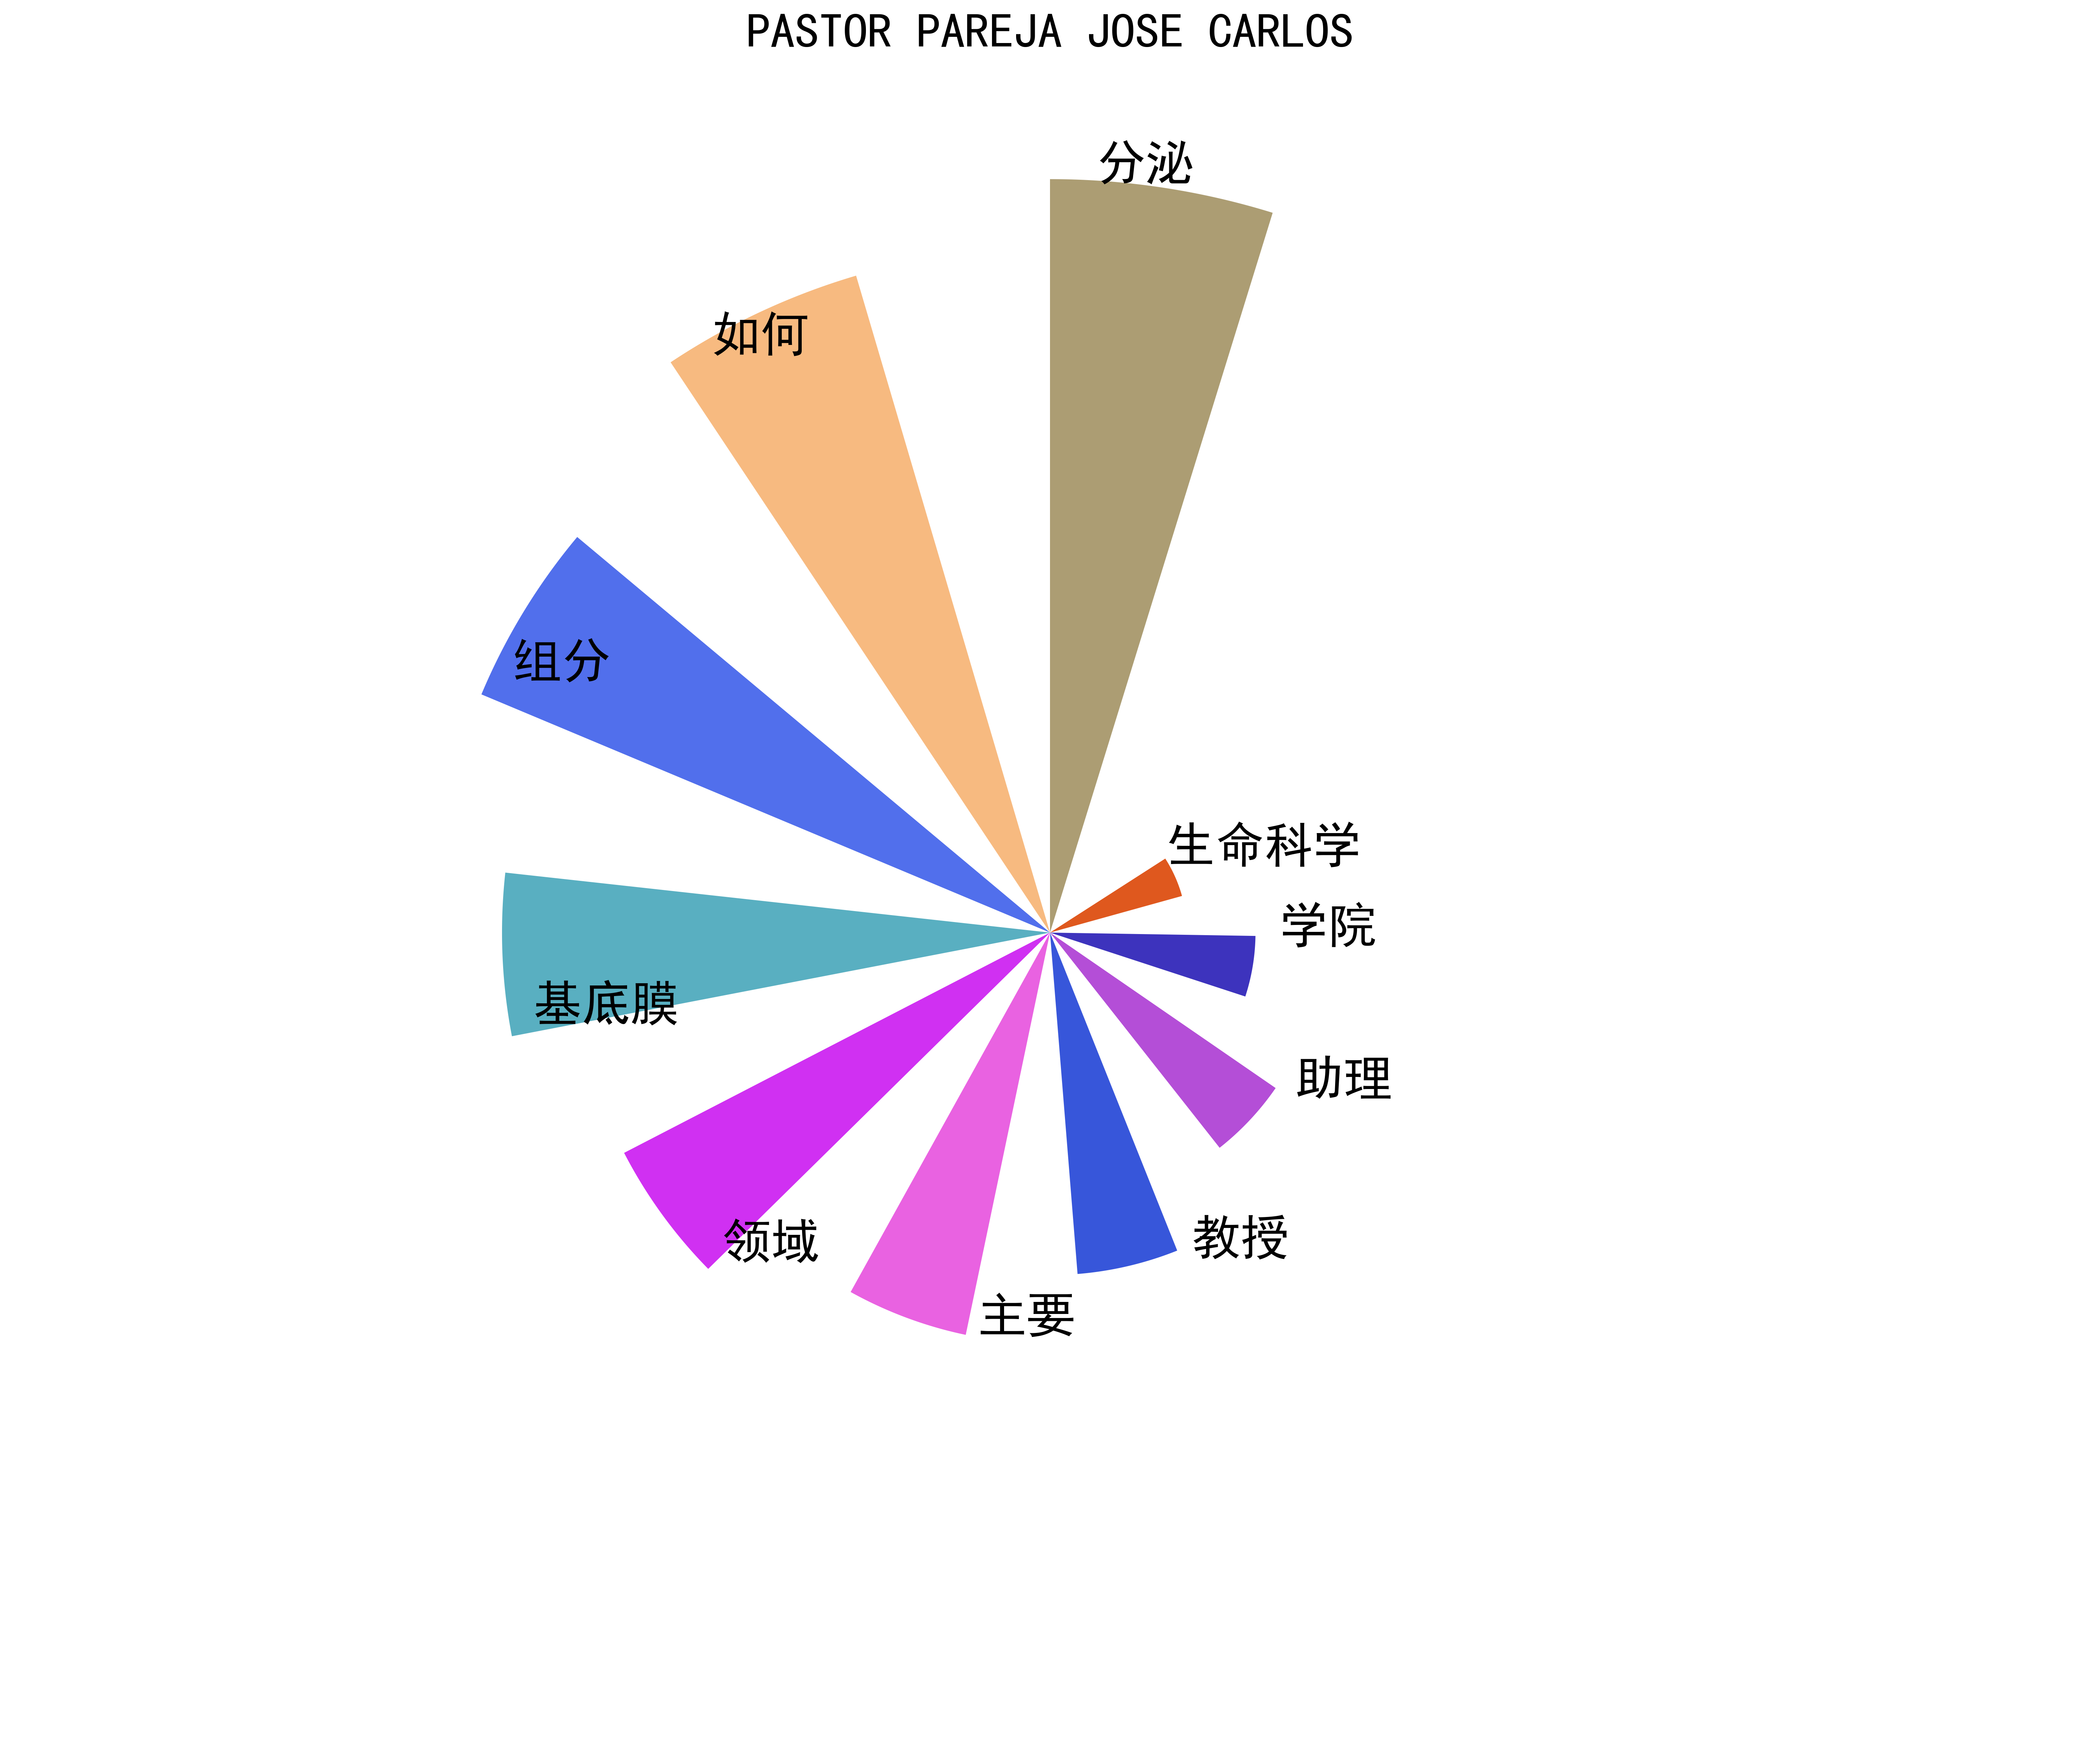 PASTOR PAREJA JOSE CARLOS
分泌
如何
组分
生命科学
学院
基底膜
助理
领域
教授
主要